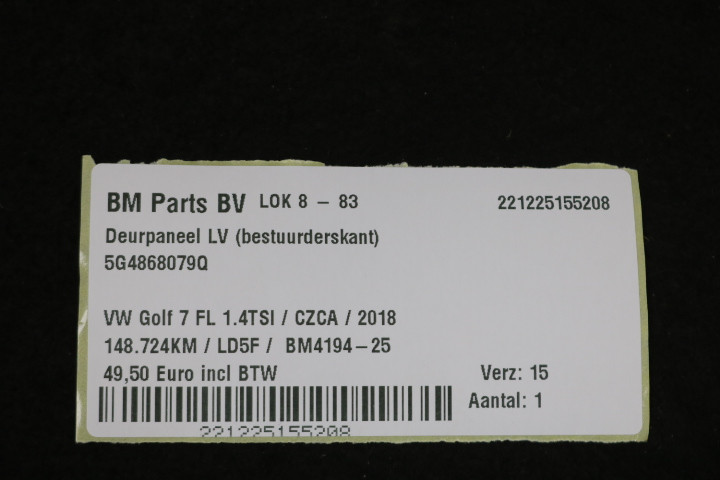 BM Parts BV LOK 8 - 83 221225155208
Deurpaneel LV (bestuurderskant)
5G4868079Q
VW Golf 7 FL 1.4TSI / CZCA / 2018
148.724KM / LD5F / BM4194-25
49,50 Euro incl BTW Verz: 15
Aantal: 1
221225155208